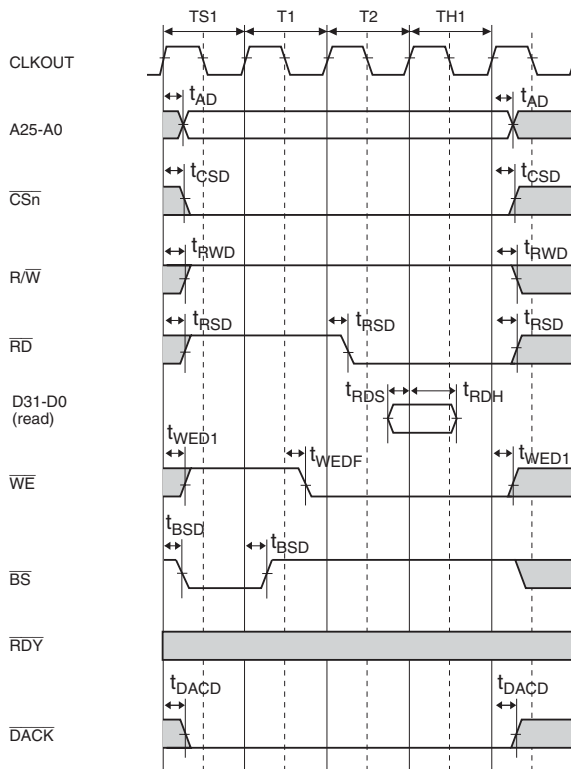 TS1 T1 T2 TH1
CLKOUT
tAD tAD
A25-A0
tCSD tCSD
CSn
tRWD tRWD
R/W
tRSD tRSD tRSD
RD
D31-D0
(read)
tRDS tRDH
tWED1 tWEDF tWED1
WE
tBSD tBSD
BS
RDY
tDACD tDACD
DACK